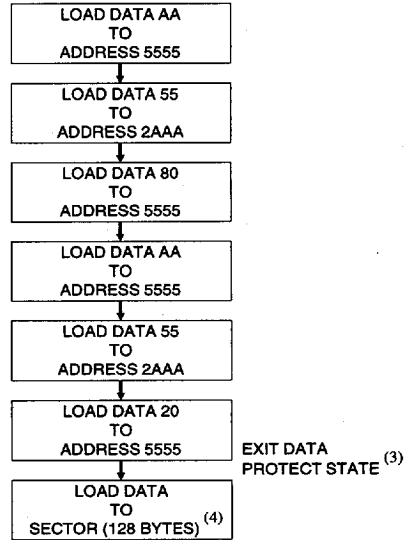 LOAD DATA AA
TO
ADDRESS 5555
LOAD DATA 55
TO
ADDRESS 2AAA
LOAD DATA 80
TO
ADDRESS 5555
LOAD DATA AA
TO
ADDRESS 5555
LOAD DATA 55
TO
ADDRESS 2AAA
LOAD DATA 20
TO
ADDRESS 5555
EXIT DATA
PROTECT STATE (3)
LOAD DATA
TO
SECTOR (128 BYTES) (4)